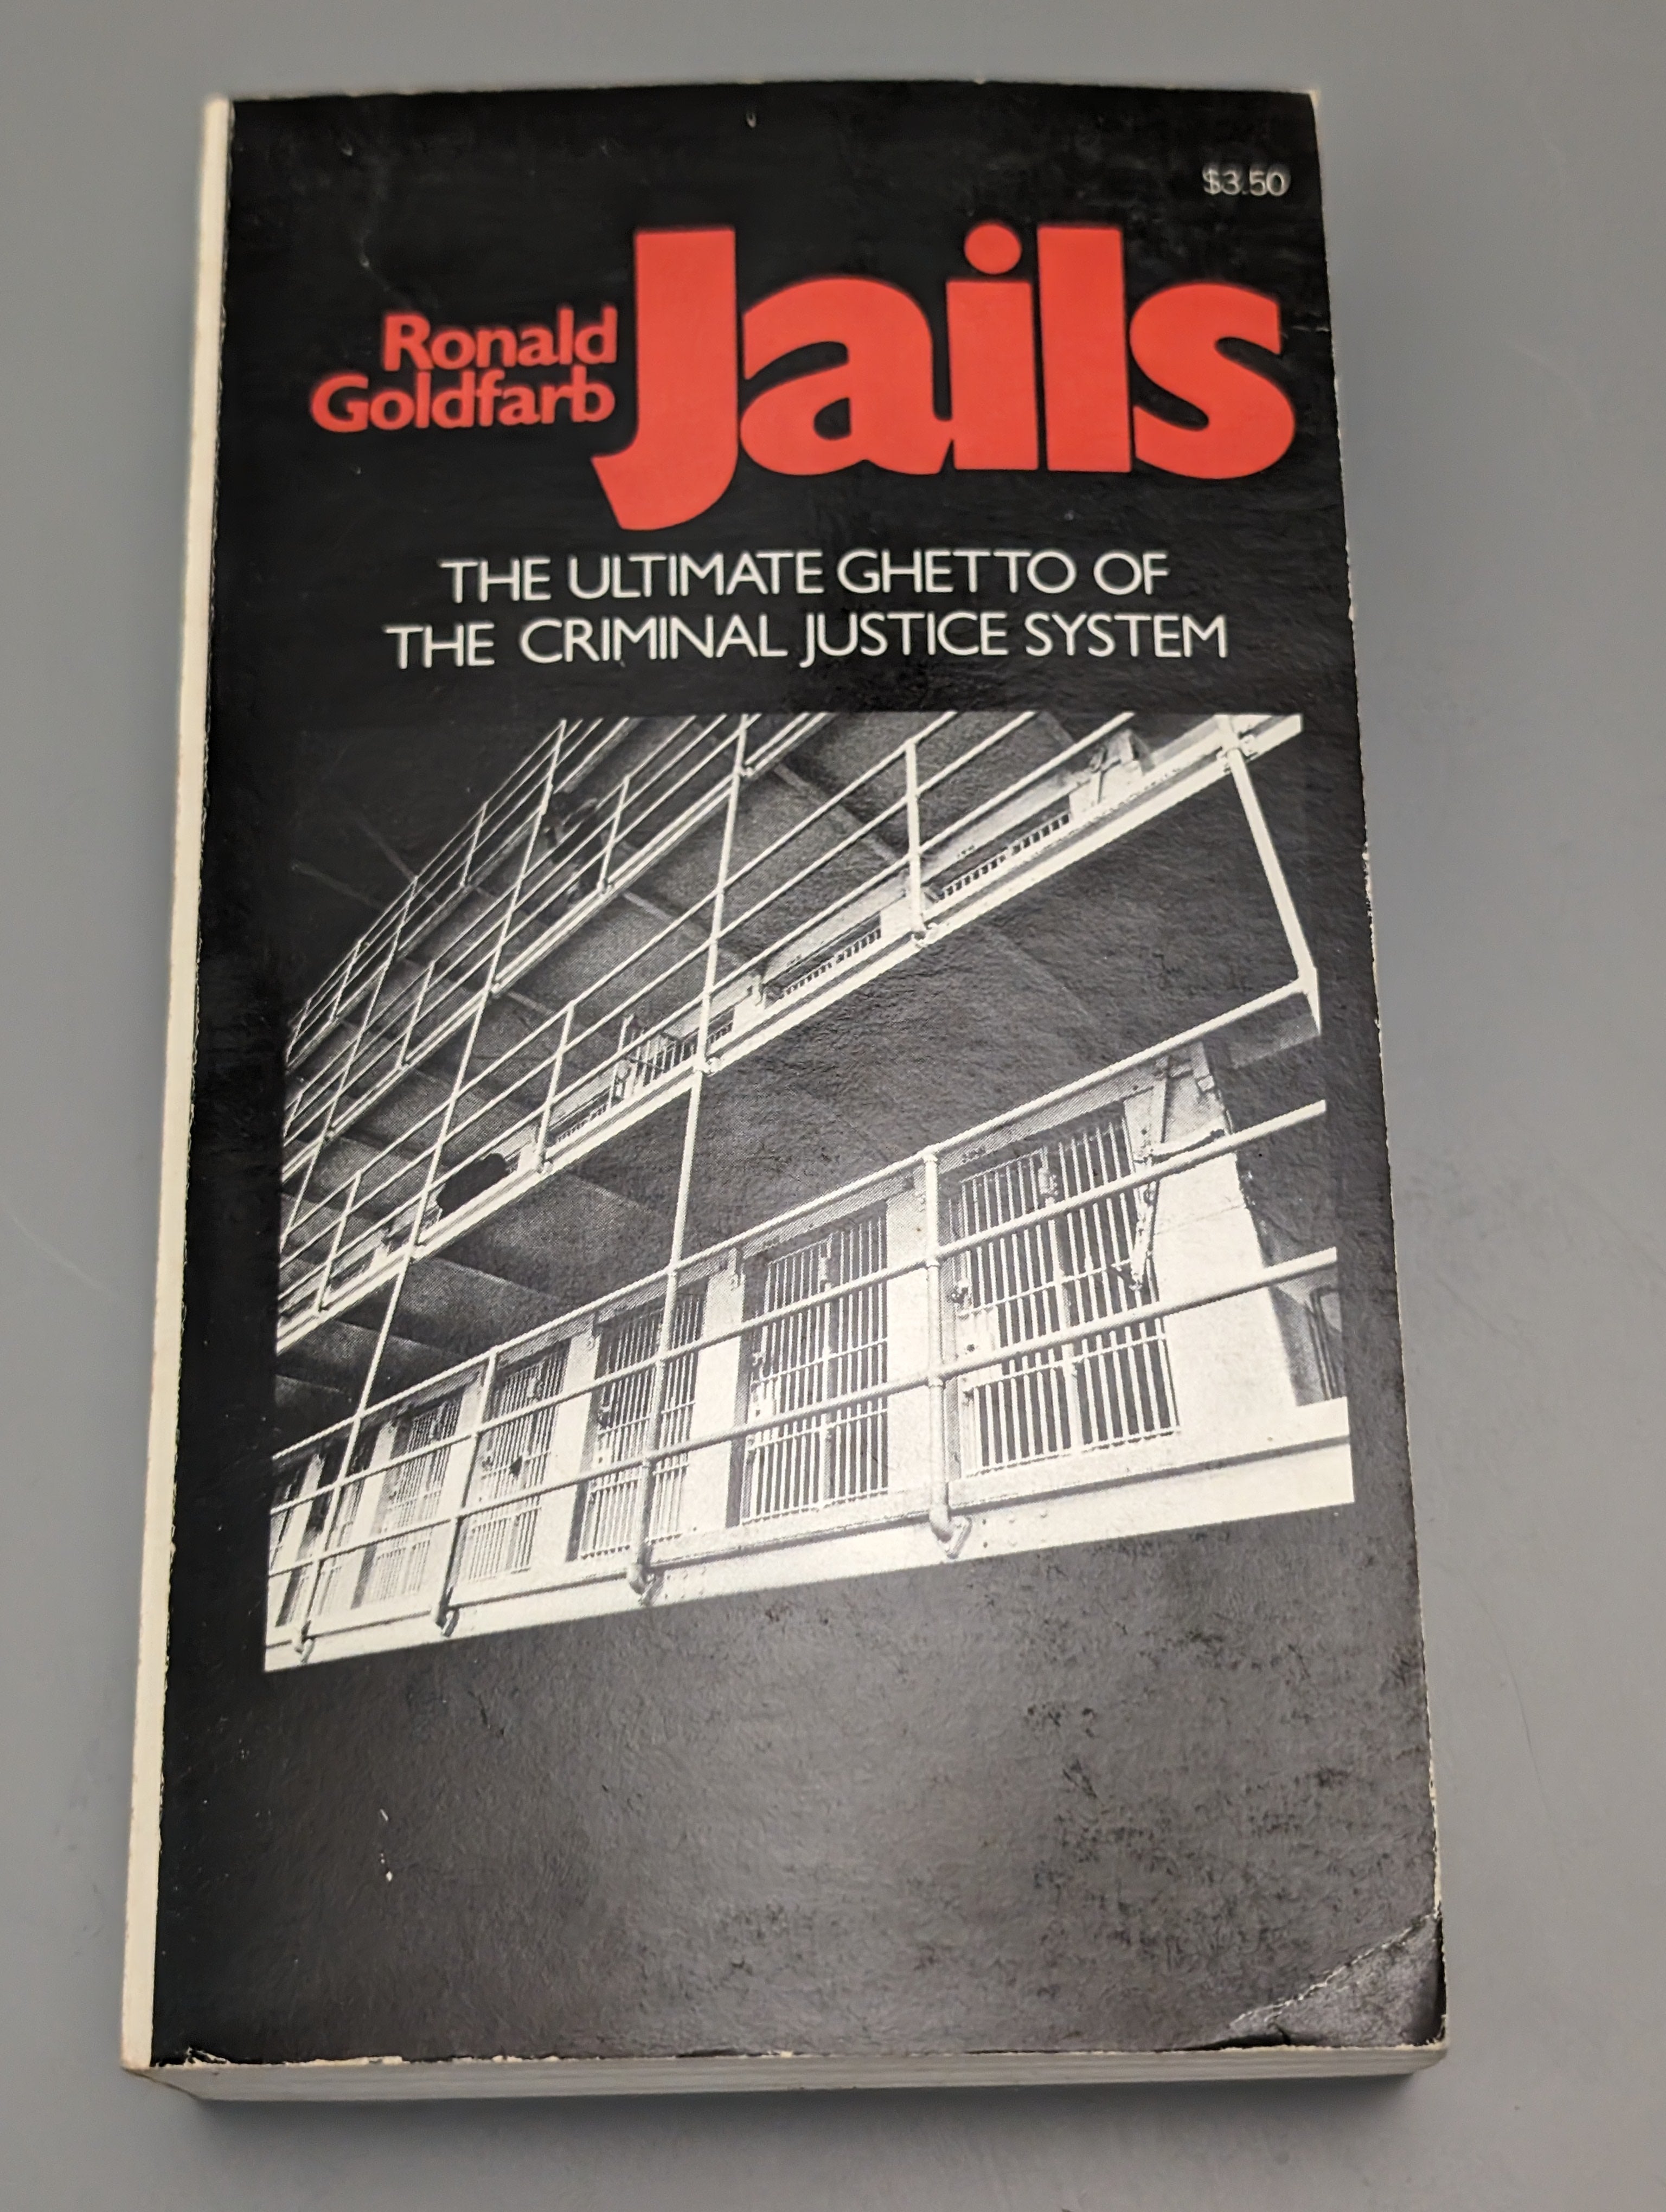 $3.50
Ronald
Goldfarb
Jails
THE ULTIMATE GHETTO OF
THE CRIMINAL JUSTICE SYSTEM